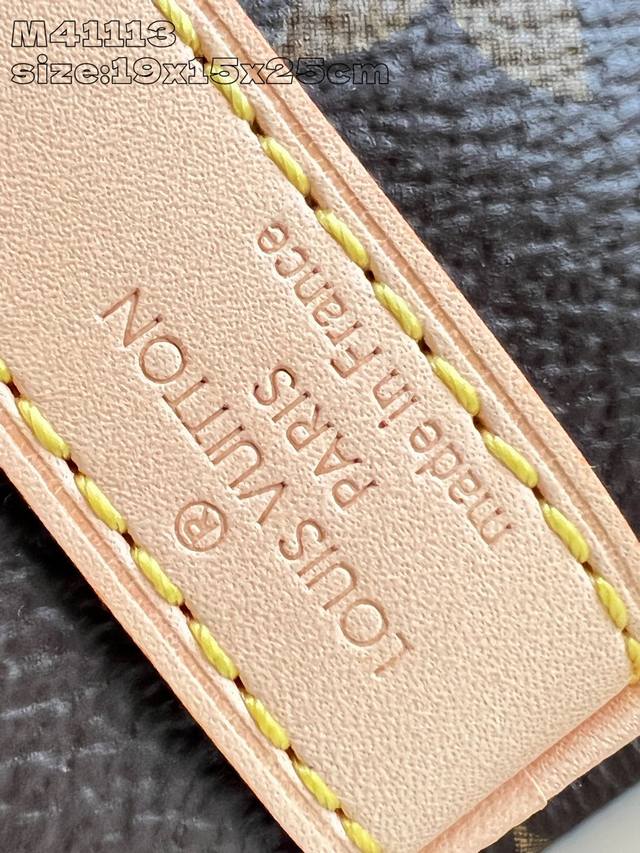 M41113
size:19x15x25cm
®
LOUIS VUITTON
PARIS
made in France